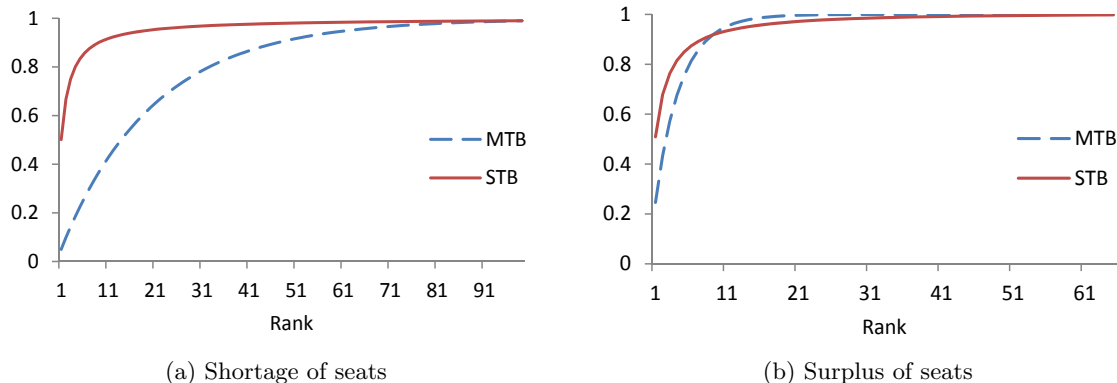 1
0.8
0.6
0.4
0.2
0
1 11 21 31 41 51 61 71 81 91
Rank
MTB
STB
(a) Shortage of seats
1
0.8
0.6
0.4
0.2
0
1 11 21 31 41 51 61
Rank
MTB
STB
(b) Surplus of seats